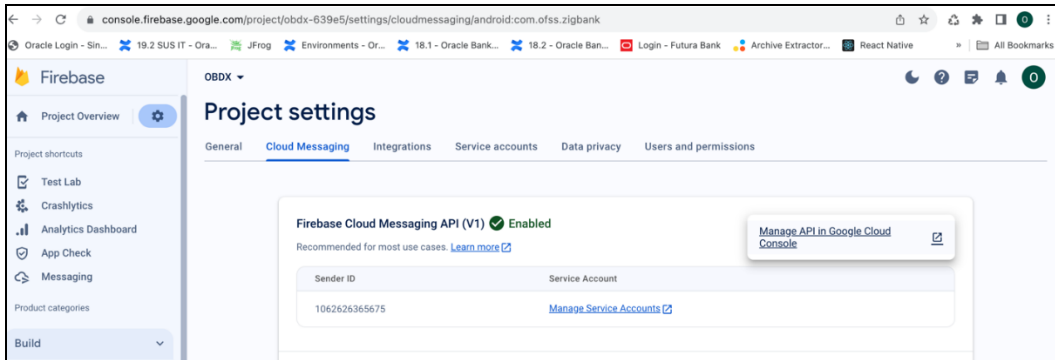 console.firebase.google.com/project/obdx-639e5/settings/cloudmessaging/android:com.ofss.zigbank
Oracle Login - Sin... 19.2 SUS IT - Ora... JFrog Environments - Or... 18.1 - Oracle Bank... 18.2 - Oracle Ban... Login - Futura Bank Archive Extractor... React Native » All Bookmarks
Firebase
OBDX
O
Project Overview
Project settings
General Cloud Messaging Integrations Service accounts Data privacy Users and permissions
Project shortcuts
Test Lab
Crashlytics
Analytics Dashboard
App Check
Messaging
Product categories
Build
Firebase Cloud Messaging API (V1) Enabled
Recommended for most use cases. Learn more
Manage API in Google Cloud
Console
Sender ID Service Account
1062626365675 Manage Service Accounts